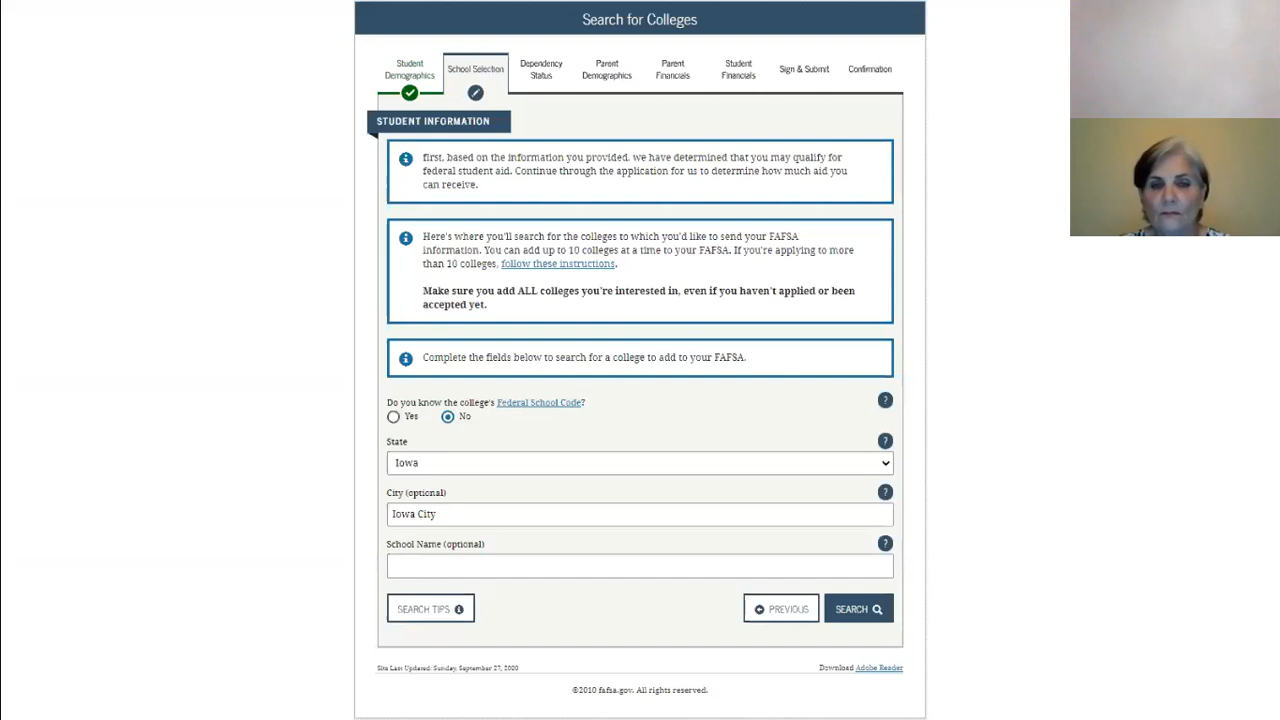 Search for Colleges
Student
Demographics
School Selection
Dependency
Status
Parent
Demographics
Parent
Financials
Student
Financials
Sign & Submit
Confirmation
STUDENT INFORMATION
first, based on the information you provided, we have determined that you may qualify for
federal student aid. Continue through the application for us to determine how much aid you
can receive.
Here's where you'll search for the colleges to which you'd like to send your FAFSA
information. You can add up to 10 colleges at a time to your FAFSA. If you're applying to more
than 10 colleges, follow these instructions.
Make sure you add ALL colleges you're interested in, even if you haven't applied or been
accepted yet.
Complete the fields below to search for a college to add to your FAFSA.
Do you know the college's Federal School Code?
Yes No
State
Iowa
City (optional)
Iowa City
School Name (optional)
SEARCH TIPS
PREVIOUS
SEARCH
Site Last Updated: Sunday, September 27, 2020
Download Adobe Reader
©2010 fafsa.gov. All rights reserved.